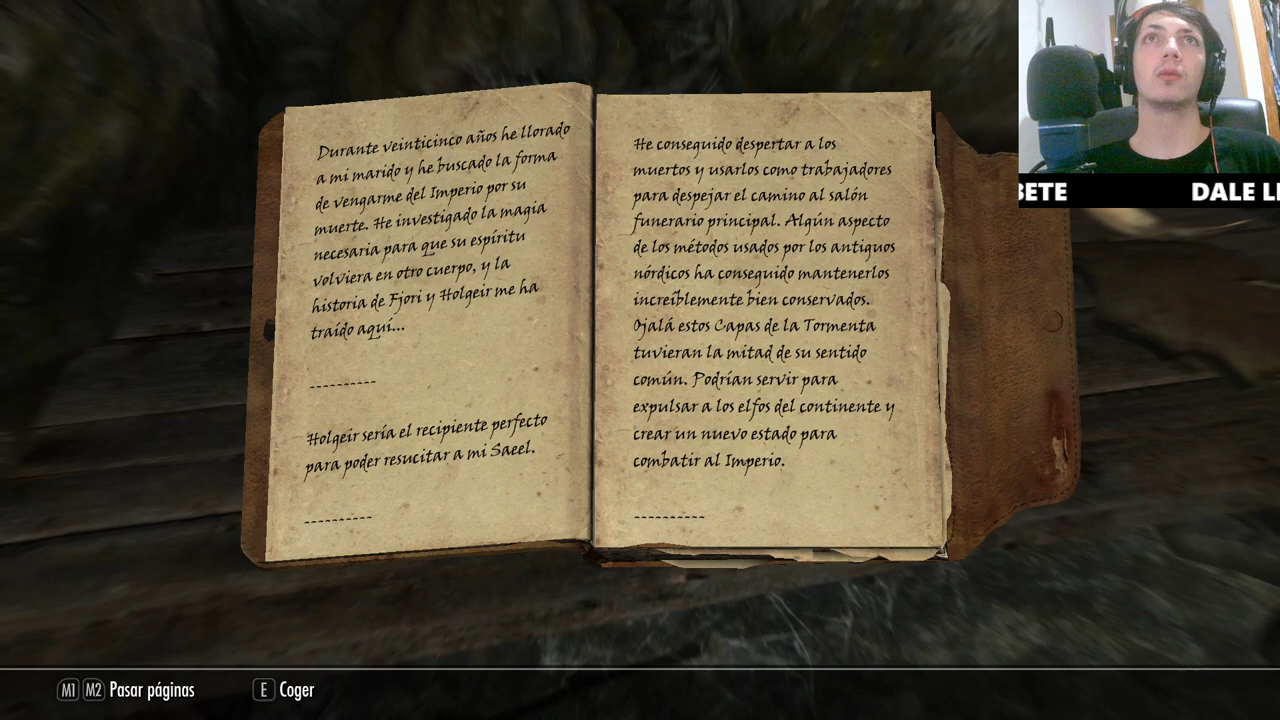 Durante veinticinco años he llorado
a mi marido y he buscado la forma
de vengarme del Imperio por su
muerte. He investigado la magia
necesaria para que su espíritu
volviera en otro cuerpo, y la
historia de Fjori y Holgeir me ha
traído aquí...
----------
Holgeir sería el recipiente perfecto
para poder resucitar a mi Saeel.
----------
He conseguido despertar a los
muertos y usarlos como trabajadores
para despejar el camino al salón
funerario principal. Algún aspecto
de los métodos usados por los antiguos
nórdicos ha conseguido mantenerlos
increíblemente bien conservados.
Ojalá estos Capas de la Tormenta
tuvieran la mitad de su sentido
común. Podrían servir para
expulsar a los elfos del continente y
crear un nuevo estado para
combatir al Imperio.
----------
BETE DALE L
M1 M2 Pasar páginas E Coger